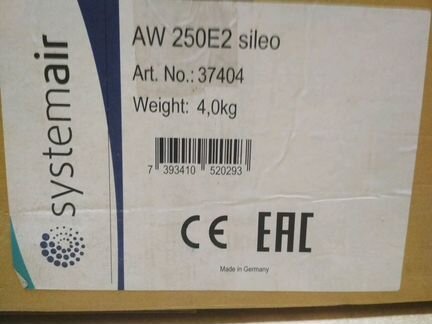 systemair
AW 250E2 sileo
Art. No.: 37404
Weight: 4,0kg
7 393410 520293
CE EAC
Made in Germany